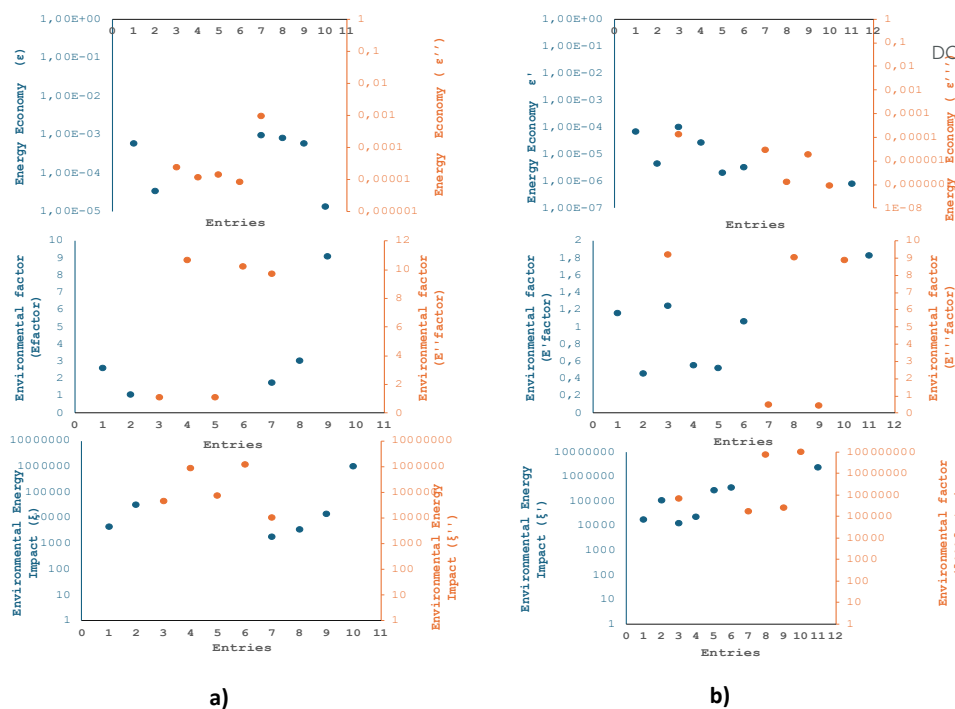 0 1 2 3 4 5 6 7 8 9 10 11
1,00E+00
1,00E-01
1,00E-02
1,00E-03
1,00E-04
1,00E-05
Energy Economy (ε)
1
0,1
0,01
0,001
0,0001
0,00001
0,000001
Energy Economy ( ε'')
Entries
0 1 2 3 4 5 6 7 8 9 10 11 12
1,00E+00
1,00E-01
1,00E-02
1,00E-03
1,00E-04
1,00E-05
1,00E-06
1,00E-07
Energy Economy ε'
1
0,1
0,01
0,001
0,0001
0,00001
0,000001
1E-08
Energy Economy ( ε''')
DO
Entries
10
9
8
7
6
5
4
3
2
1
0
Environmental factor
(Efactor)
12
10
8
6
4
2
0
Environmental factor
(E''factor)
0 1 2 3 4 5 6 7 8 9 10 11
Entries
2
1,8
1,6
1,4
1,2
1
0,8
0,6
0,4
0,2
0
Environmental factor
(E'factor)
10
9
8
7
6
5
4
3
2
1
0
Environmental factor
(E'''factor)
0 1 2 3 4 5 6 7 8 9 10 11 12
Entries
10000000
1000000
100000
10000
1000
100
10
1
Environmental Energy
Impact (ξ)
10000000
1000000
100000
10000
1000
100
10
1
Environmental Energy
Impact (ξ'')
0 1 2 3 4 5 6 7 8 9 10 11
Entries
10000000
1000000
100000
10000
1000
100
10
1
Environmental Energy
Impact (ξ')
100000000
10000000
1000000
100000
10000
1000
100
10
1
Environmental factor
0 1 2 3 4 5 6 7 8 9 10 11 12
Entries
a)
b)